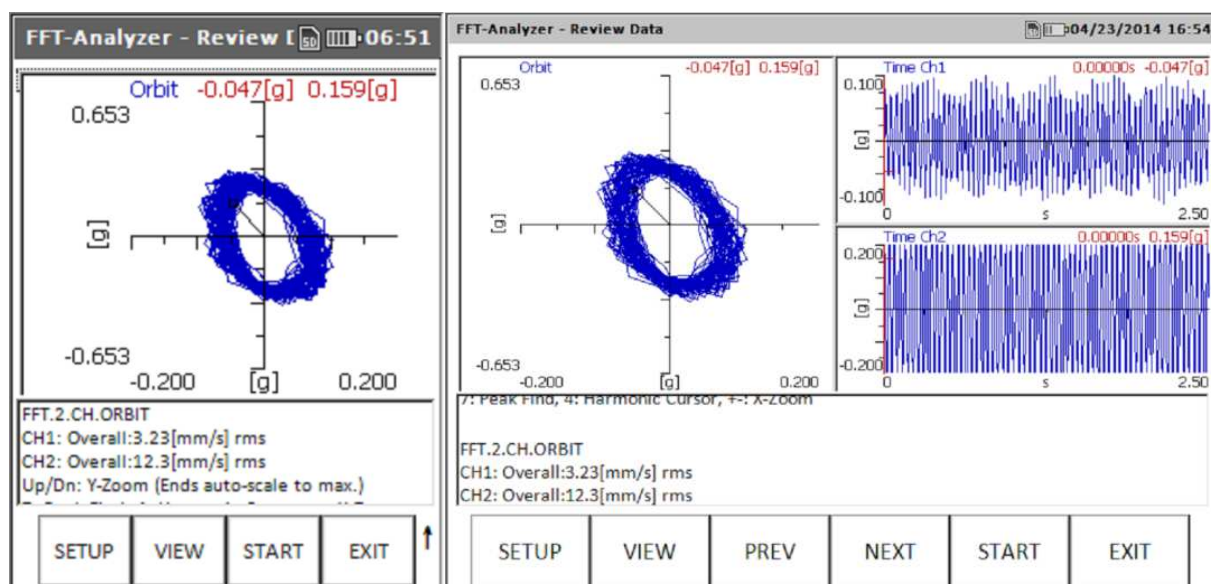 FFT-Analyzer - Review D
SD
06:51
Orbit -0.047[g] 0.159[g]
0.653
[g]
-0.653
-0.200 [g] 0.200
FFT.2.CH.ORBIT
CH1: Overall:3.23[mm/s] rms
CH2: Overall:12.3[mm/s] rms
Up/Dn: Y-Zoom (Ends auto-scale to max.)
SETUP VIEW START EXIT
FFT-Analyzer - Review Data
04/23/2014 16:54
Orbit -0.047[g] 0.159[g]
0.653
[g]
-0.653
-0.200 [g] 0.200
Time Ch1 0.00000s -0.047[g]
0.100
[g]
-0.100
0 s 2.50
Time Ch2 0.00000s 0.159[g]
0.200
[g]
-0.200
0 s 2.50
7: Peak Find, 4: Harmonic Cursor, +-: X-Zoom
FFT.2.CH.ORBIT
CH1: Overall:3.23[mm/s] rms
CH2: Overall:12.3[mm/s] rms
SETUP VIEW PREV NEXT START EXIT